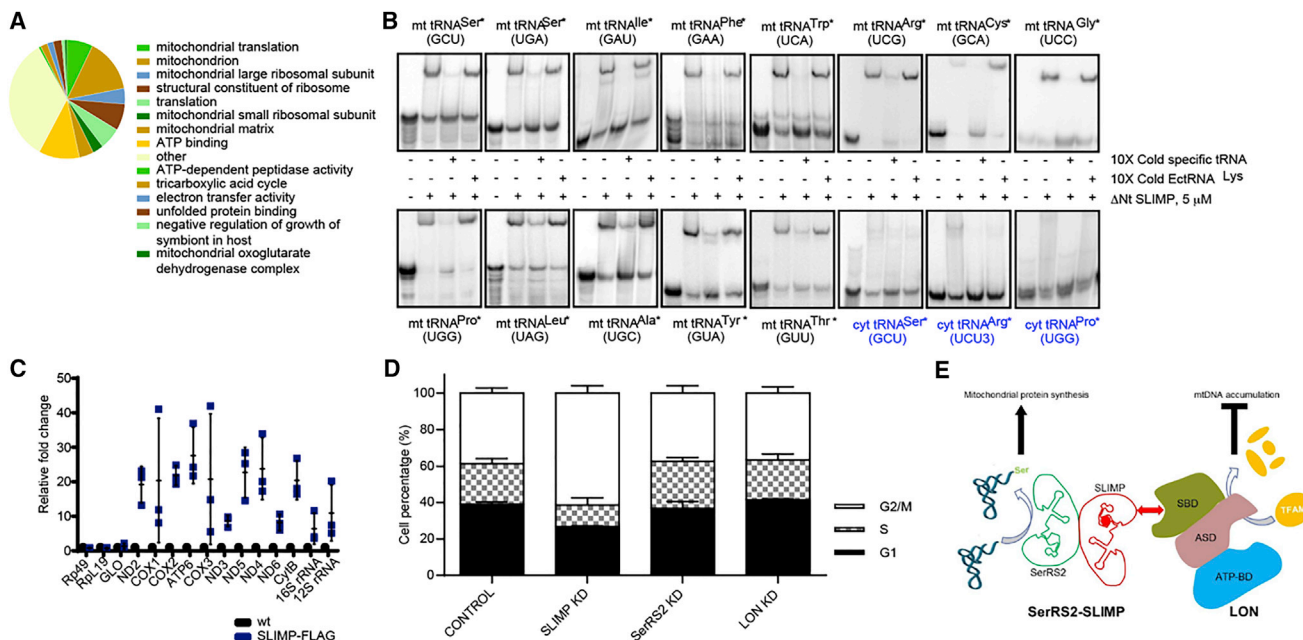 A
mitochondrial translation
mitochondrion
mitochondrial large ribosomal subunit
structural constituent of ribosome
translation
mitochondrial small ribosomal subunit
mitochondrial matrix
ATP binding
other
ATP-dependent peptidase activity
tricarboxylic acid cycle
electron transfer activity
unfolded protein binding
negative regulation of growth of
symbiont in host
mitochondrial oxoglutarate
dehydrogenase complex
B
mt tRNASer* mt tRNASer* mt tRNAIle* mt tRNAPhe* mt tRNATrp* mt tRNAArg* mt tRNACys* mt tRNAGly*
(GCU) (UGA) (GAU) (GAA) (UCA) (UCG) (GCA) (UCC)
- - + - - - + - - - + - - - + - - - + - - - + - - - + - - - + - 10X Cold specific tRNA
- - - + - - - + - - - + - - - + - - - + - - - + - - - + - - - + 10X Cold EctRNA Lys
- + + + - + + + - + + + - + + + - + + + - + + + - + + + - + + + ΔNt SLIMP, 5 µM
mt tRNAPro* mt tRNALeu* mt tRNAAla* mt tRNATyr* mt tRNAThr* cyt tRNASer* cyt tRNAArg* cyt tRNAPro*
(UGG) (UAG) (UGC) (GUA) (GUU) (GCU) (UCU3) (UGG)
C
Relative fold change
50
40
30
20
10
0
Rp49 RpL19 GLO ND2 COX1 COX2 ATP6 COX3 ND3 ND5 ND4 ND6 CytB 16S rRNA 12S rRNA
wt
SLIMP-FLAG
D
Cell percentatge (%)
100
80
60
40
20
0
CONTROL SLIMP KD SerRS2 KD LON KD
G2/M
S
G1
E
Mitochondrial protein synthesis
mtDNA accumulation
Ser
SLIMP
SerRS2
SBD
ASD
ATP-BD
TFAM
SerRS2-SLIMP
LON